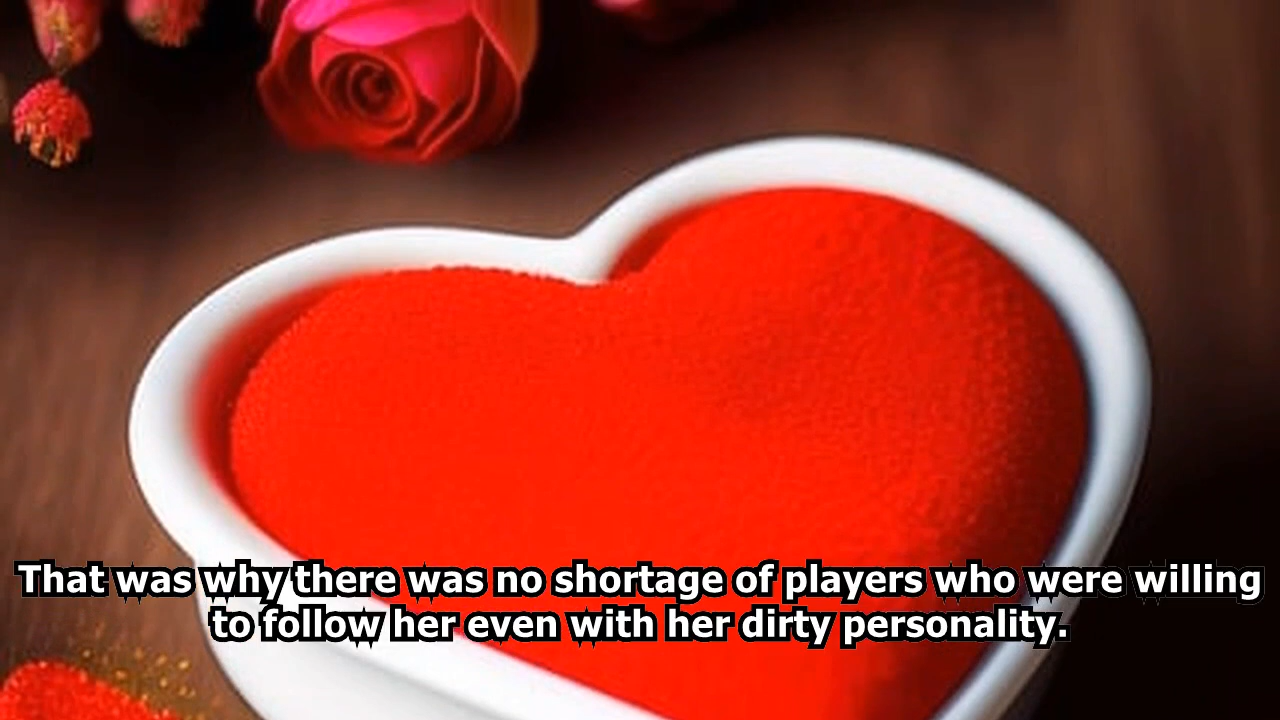 That was why there was no shortage of players who were willing
to follow her even with her dirty personality.